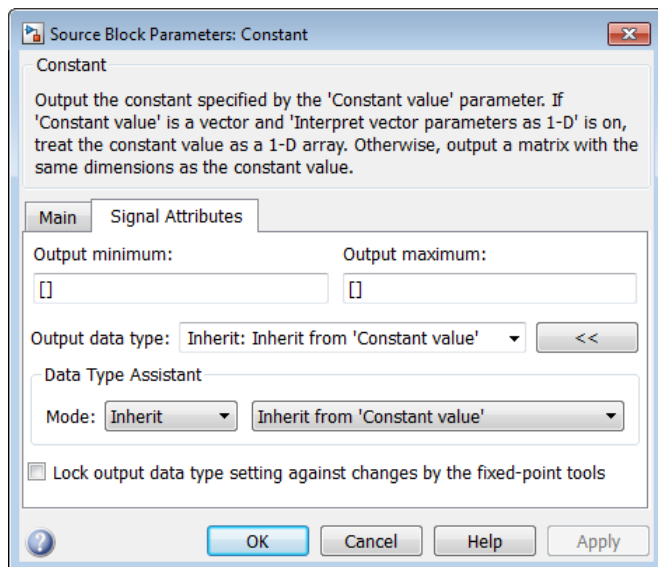 Source Block Parameters: Constant
Constant
Output the constant specified by the 'Constant value' parameter. If
'Constant value' is a vector and 'Interpret vector parameters as 1-D' is on,
treat the constant value as a 1-D array. Otherwise, output a matrix with the
same dimensions as the constant value.
Main Signal Attributes
Output minimum: Output maximum:
[] []
Output data type: Inherit: Inherit from 'Constant value' <<
Data Type Assistant
Mode: Inherit Inherit from 'Constant value'
Lock output data type setting against changes by the fixed-point tools
? OK Cancel Help Apply